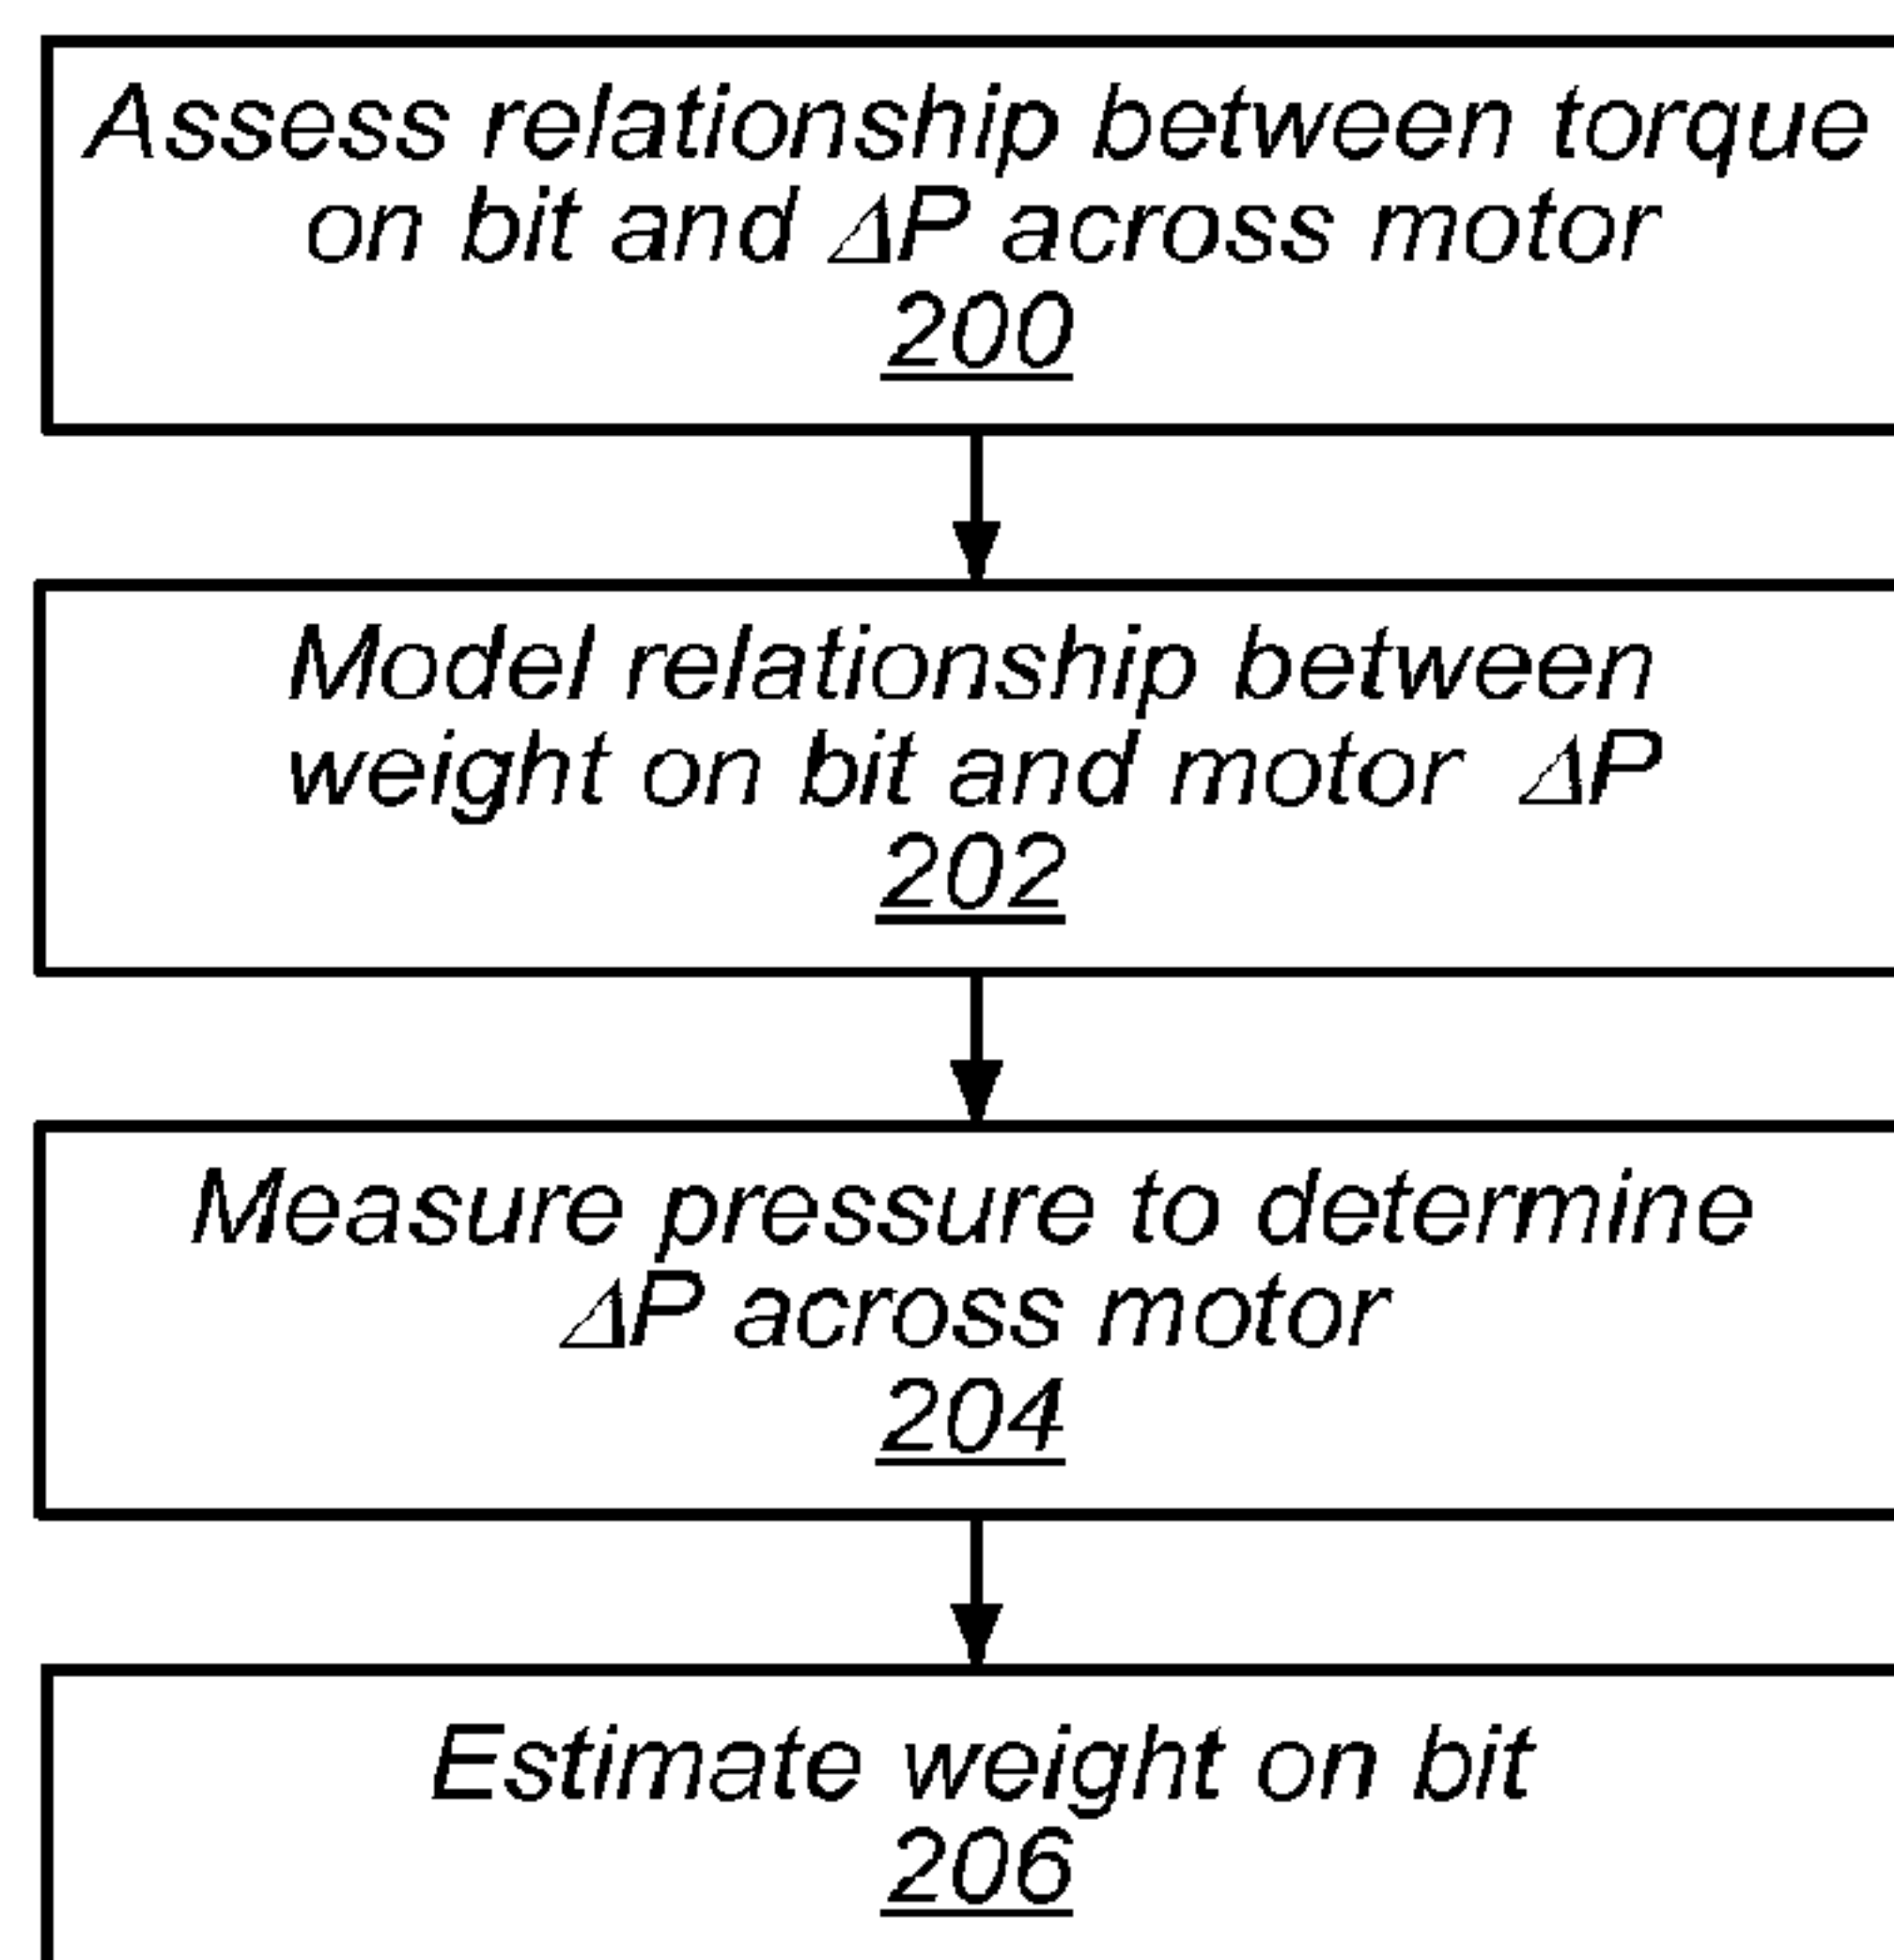 Assess relationship between torque
on bit and ΔP across motor
200
Model relationship between
weight on bit and motor ΔP
202
Measure pressure to determine
ΔP across motor
204
Estimate weight on bit
206